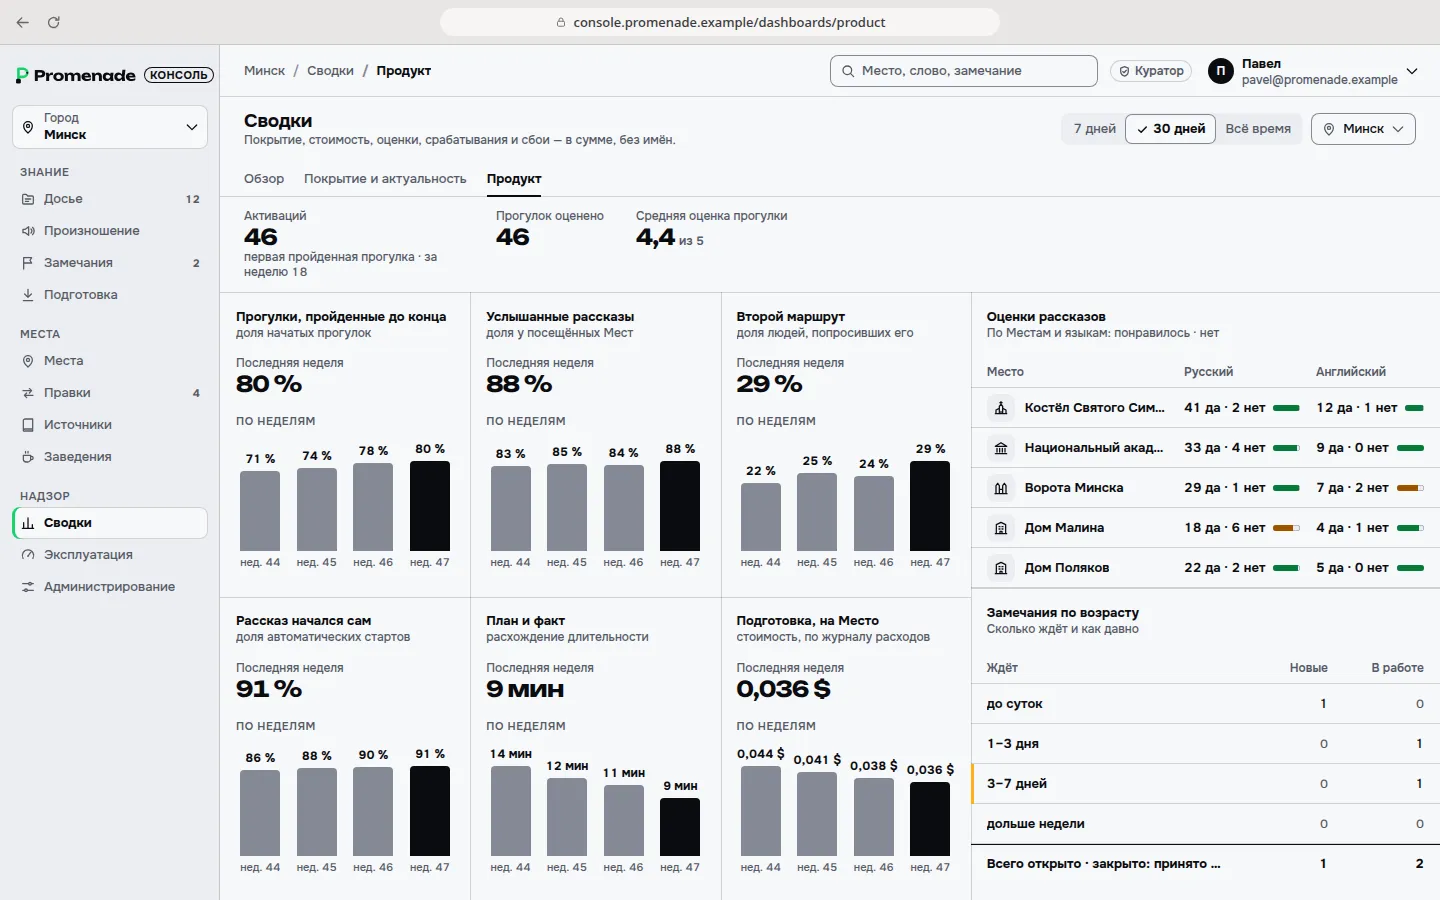 console.promenade.example/dashboards/product
Promenade КОНСОЛЬ
Город
Минск
ЗНАНИЕ
Досье 12
Произношение
Замечания 2
Подготовка
МЕСТА
Места
Правки 4
Источники
Заведения
НАДЗОР
Сводки
Эксплуатация
Администрирование
Минск / Сводки / Продукт
Место, слово, замечание
Куратор
П
Павел
pavel@promenade.example
Сводки
Покрытие, стоимость, оценки, срабатывания и сбои — в сумме, без имён.
7 дней 30 дней Всё время
Минск
Обзор Покрытие и актуальность Продукт
Активаций
46
первая пройденная прогулка · за
неделю 18
Прогулок оценено
46
Средняя оценка прогулки
4,4 из 5
Прогулки, пройденные до конца
доля начатых прогулок
Последняя неделя
80 %
ПО НЕДЕЛЯМ
71 % 74 % 78 % 80 %
нед. 44 нед. 45 нед. 46 нед. 47
Услышанные рассказы
доля у посещённых Мест
Последняя неделя
88 %
ПО НЕДЕЛЯМ
83 % 85 % 84 % 88 %
нед. 44 нед. 45 нед. 46 нед. 47
Второй маршрут
доля людей, попросивших его
Последняя неделя
29 %
ПО НЕДЕЛЯМ
22 % 25 % 24 % 29 %
нед. 44 нед. 45 нед. 46 нед. 47
Рассказ начался сам
доля автоматических стартов
Последняя неделя
91 %
ПО НЕДЕЛЯМ
86 % 88 % 90 % 91 %
нед. 44 нед. 45 нед. 46 нед. 47
План и факт
расхождение длительности
Последняя неделя
9 мин
ПО НЕДЕЛЯМ
14 мин 12 мин 11 мин 9 мин
нед. 44 нед. 45 нед. 46 нед. 47
Подготовка, на Место
стоимость, по журналу расходов
Последняя неделя
0,036 $
ПО НЕДЕЛЯМ
0,044 $ 0,041 $ 0,038 $ 0,036 $
нед. 44 нед. 45 нед. 46 нед. 47
Оценки рассказов
По Местам и языкам: понравилось · нет
Место Русский Английский
Костёл Святого Сим... 41 да · 2 нет 12 да · 1 нет
Национальный акад... 33 да · 4 нет 9 да · 0 нет
Ворота Минска 29 да · 1 нет 7 да · 2 нет
Дом Малина 18 да · 6 нет 4 да · 1 нет
Дом Поляков 22 да · 2 нет 5 да · 0 нет
Замечания по возрасту
Сколько ждёт и как давно
Ждёт Новые В работе
до суток 1 0
1–3 дня 0 1
3–7 дней 0 1
дольше недели 0 0
Всего открыто · закрыто: принято ... 1 2